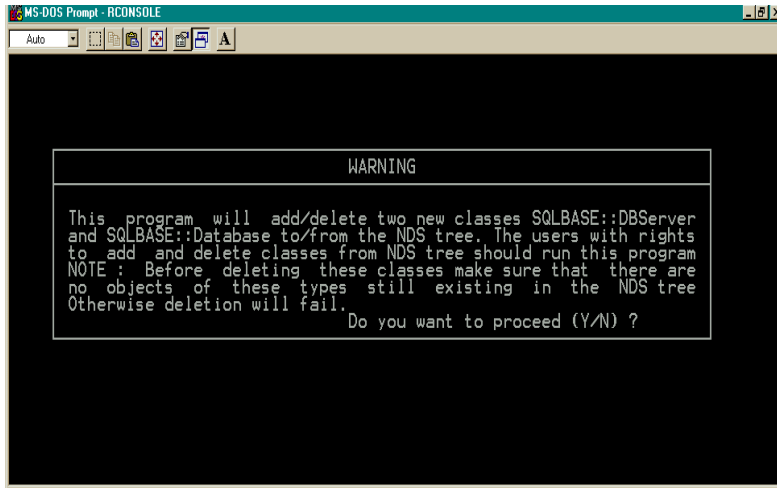 MS-DOS Prompt - RCONSOLE
Auto
A
WARNING
This program will add/delete two new classes SQLBASE::DBServer
and SQLBASE::Database to/from the NDS tree. The users with rights
to add and delete classes from NDS tree should run this program
NOTE : Before deleting these classes make sure that there are
no objects of these types still existing in the NDS tree
Otherwise deletion will fail.
Do you want to proceed (Y/N) ?